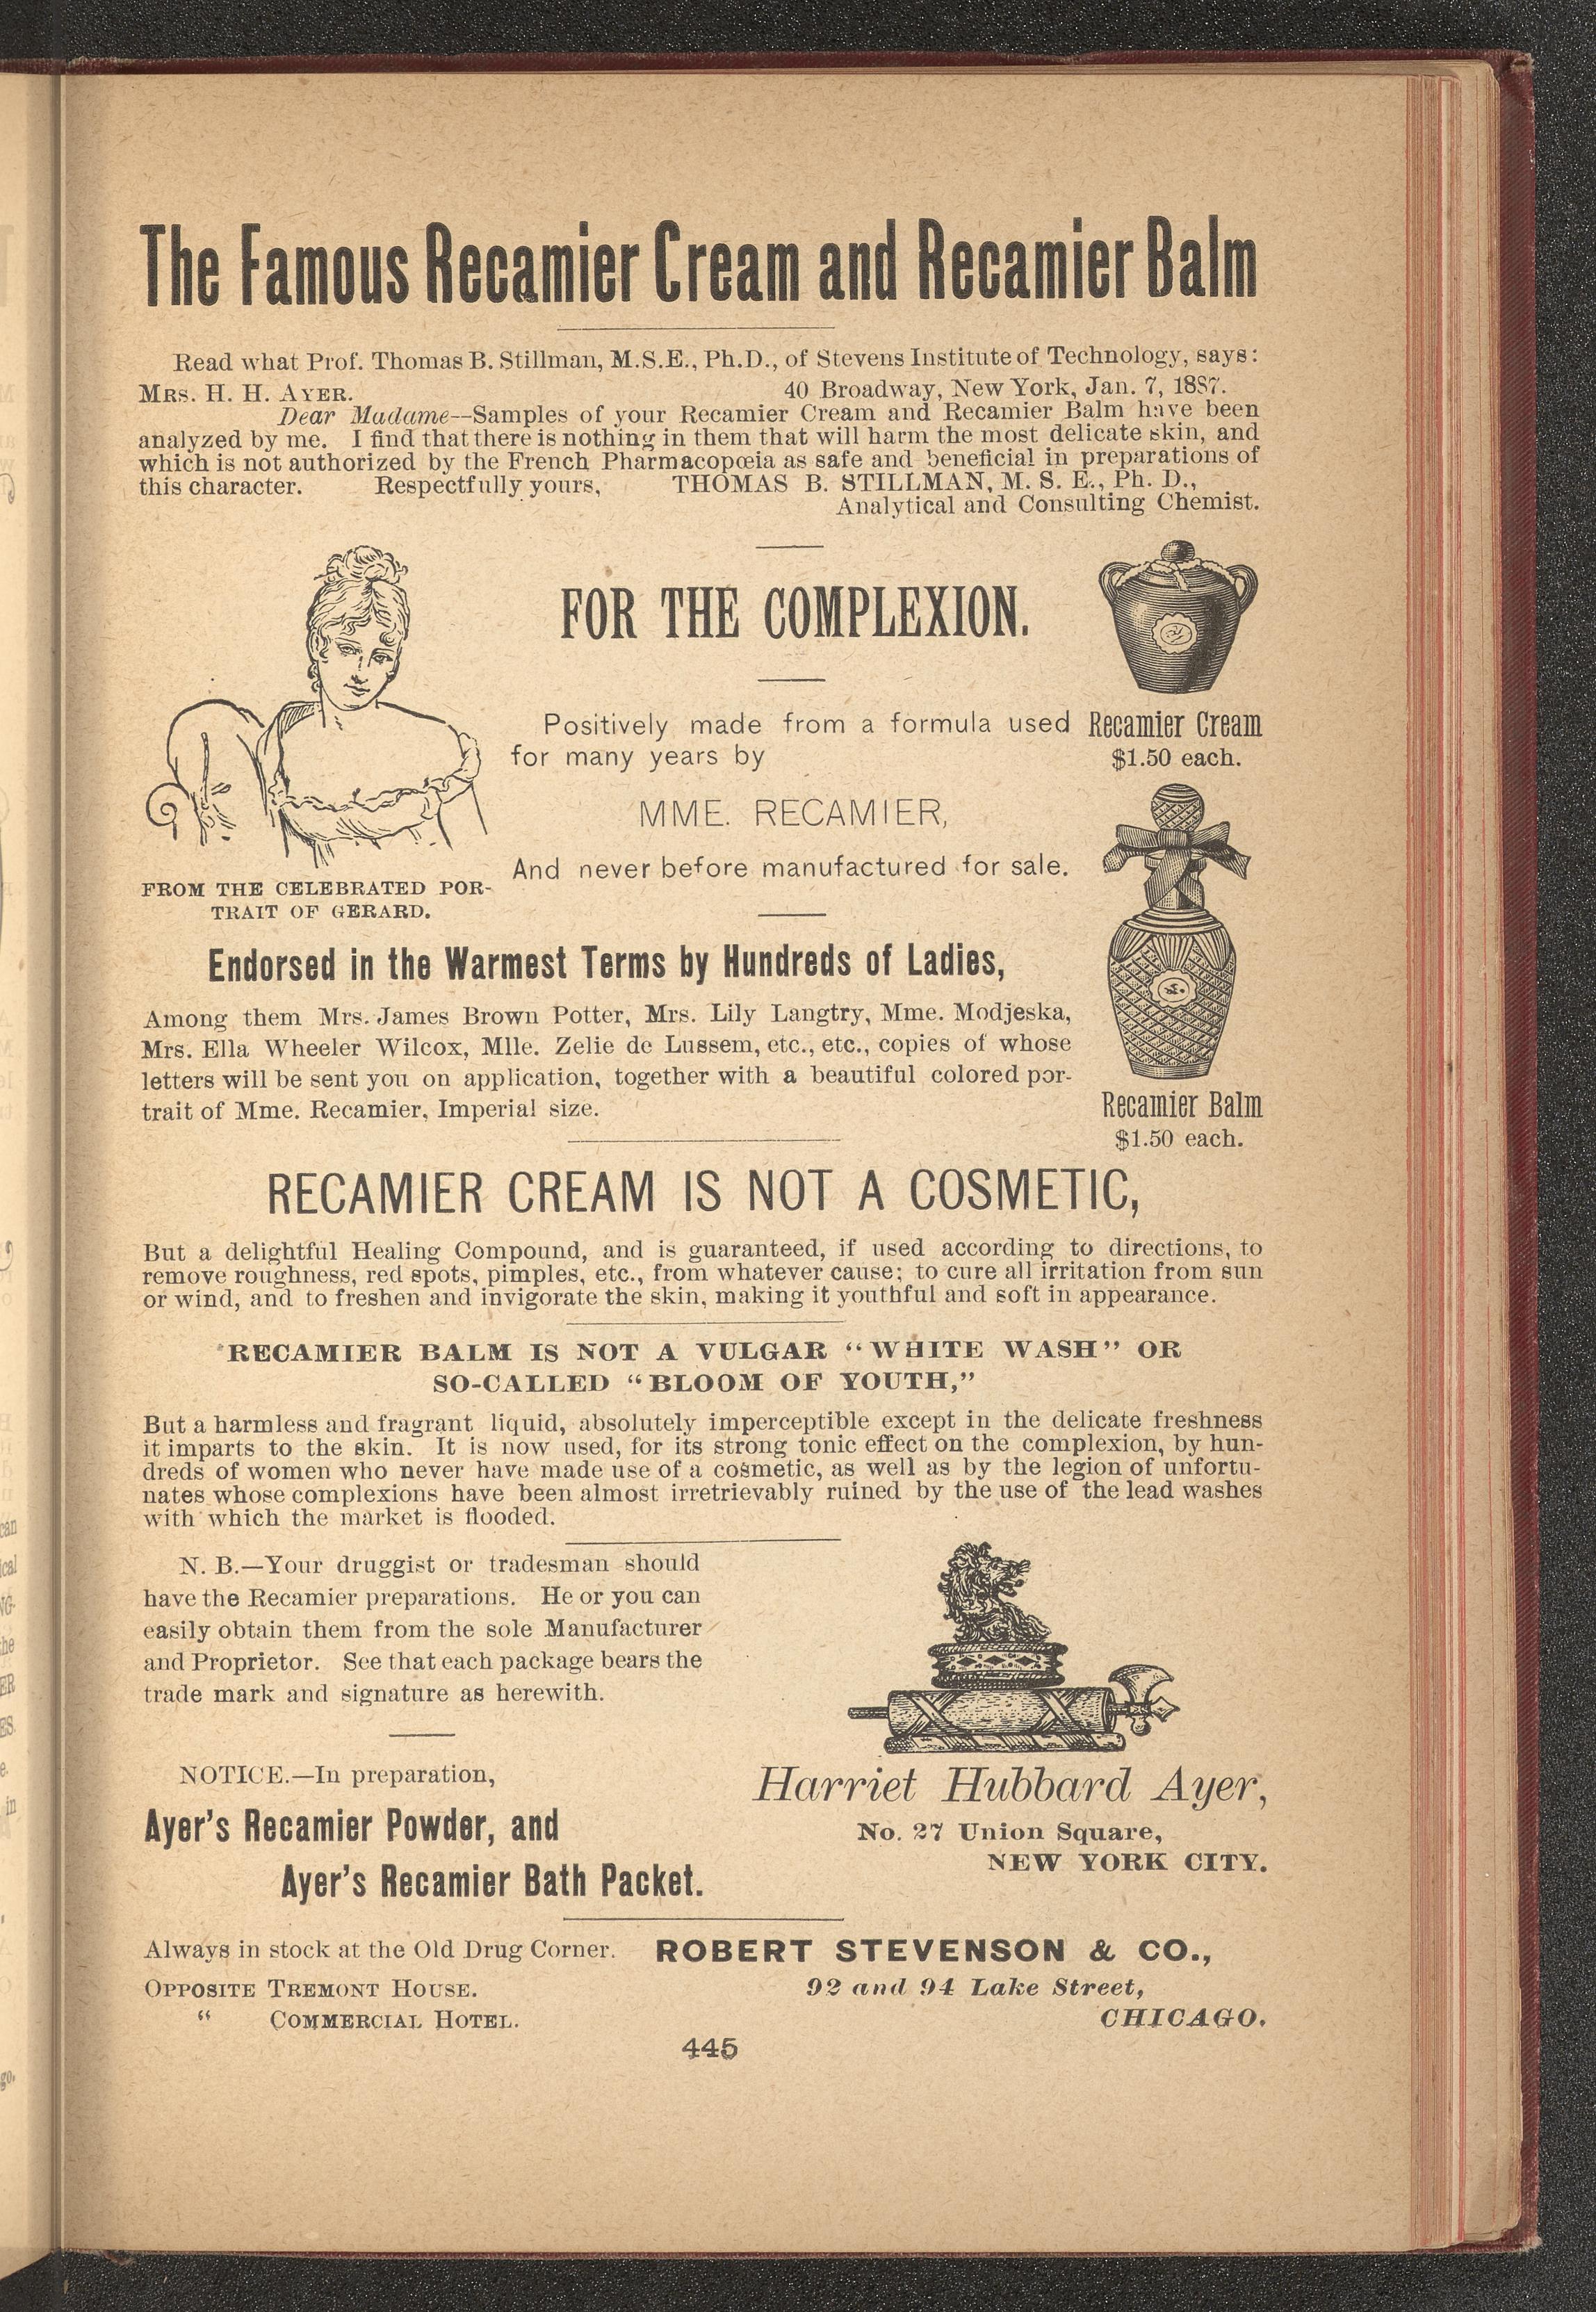 The Famous Recamier Cream and Recamier Balm
Read what Prof. Thomas B. Stillman, M.S.E., Ph.D., of Stevens Institute of Technology, says:
MRS. H. H. AYER. 40 Broadway, New York, Jan. 7, 1887.
Dear Madame--Samples of your Recamier Cream and Recamier Balm have been
analyzed by me. I find that there is nothing in them that will harm the most delicate skin, and
which is not authorized by the French Pharmacopœia as safe and beneficial in preparations of
this character. Respectfully yours, THOMAS B. STILLMAN, M. S. E., Ph. D.,
Analytical and Consulting Chemist.
FOR THE COMPLEXION.
Positively made from a formula used
for many years by
MME. RECAMIER,
And never before manufactured for sale.
FROM THE CELEBRATED POR-
TRAIT OF GERARD.
Recamier Cream
$1.50 each.
Endorsed in the Warmest Terms by Hundreds of Ladies,
Among them Mrs. James Brown Potter, Mrs. Lily Langtry, Mme. Modjeska,
Mrs. Ella Wheeler Wilcox, Mlle. Zelie de Lussem, etc., etc., copies of whose
letters will be sent you on application, together with a beautiful colored por-
trait of Mme. Recamier, Imperial size.
Recamier Balm
$1.50 each.
RECAMIER CREAM IS NOT A COSMETIC,
But a delightful Healing Compound, and is guaranteed, if used according to directions, to
remove roughness, red spots, pimples, etc., from whatever cause; to cure all irritation from sun
or wind, and to freshen and invigorate the skin, making it youthful and soft in appearance.
RECAMIER BALM IS NOT A VULGAR "WHITE WASH" OR
SO-CALLED "BLOOM OF YOUTH,"
But a harmless and fragrant liquid, absolutely imperceptible except in the delicate freshness
it imparts to the skin. It is now used, for its strong tonic effect on the complexion, by hun-
dreds of women who never have made use of a cosmetic, as well as by the legion of unfortu-
nates whose complexions have been almost irretrievably ruined by the use of the lead washes
with which the market is flooded.
N. B.—Your druggist or tradesman should
have the Recamier preparations. He or you can
easily obtain them from the sole Manufacturer
and Proprietor. See that each package bears the
trade mark and signature as herewith.
NOTICE.—In preparation,
Ayer's Recamier Powder, and
Ayer's Recamier Bath Packet.
Harriet Hubbard Ayer,
No. 27 Union Square,
NEW YORK CITY.
Always in stock at the Old Drug Corner. ROBERT STEVENSON & CO.,
OPPOSITE TREMONT HOUSE. 92 and 94 Lake Street,
" COMMERCIAL HOTEL. CHICAGO.
445